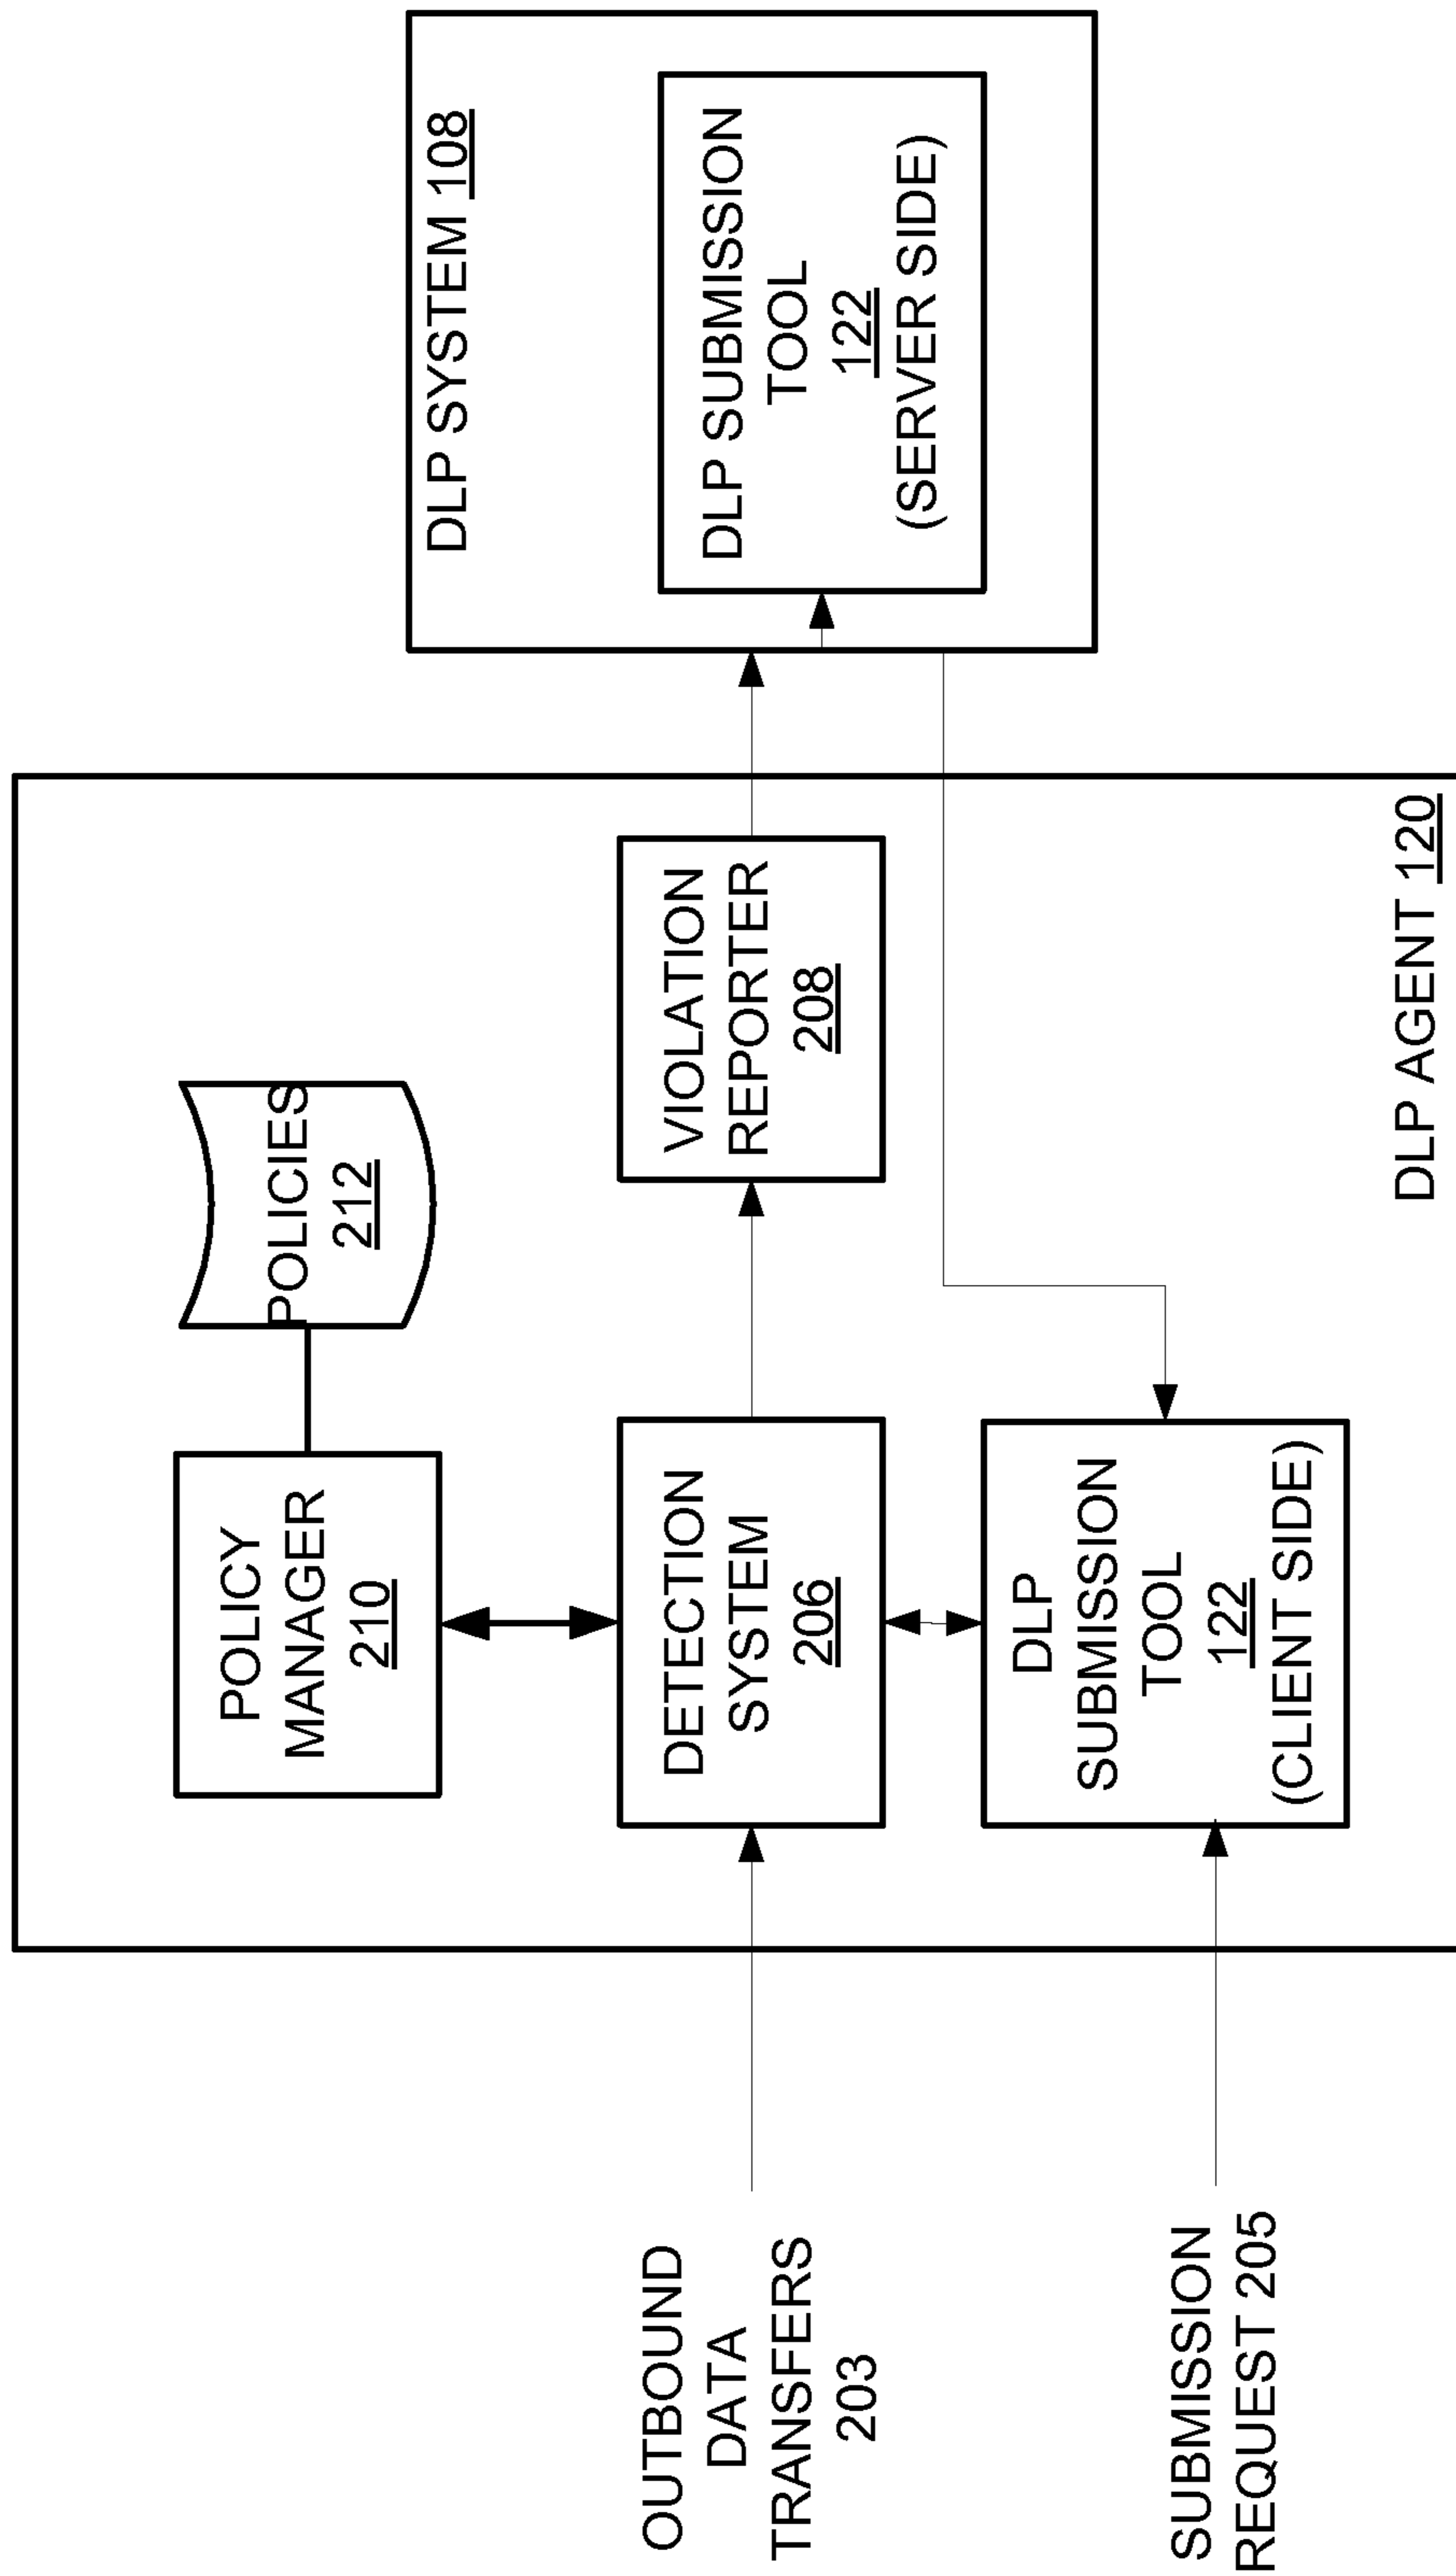 OUTBOUND
DATA
TRANSFERS
203
SUBMISSION
REQUEST 205
POLICY
MANAGER
210
POLICIES
212
DETECTION
SYSTEM
206
VIOLATION
REPORTER
208
DLP
SUBMISSION
TOOL
122
(CLIENT SIDE)
DLP AGENT 120
DLP SYSTEM 108
DLP SUBMISSION
TOOL
122
(SERVER SIDE)